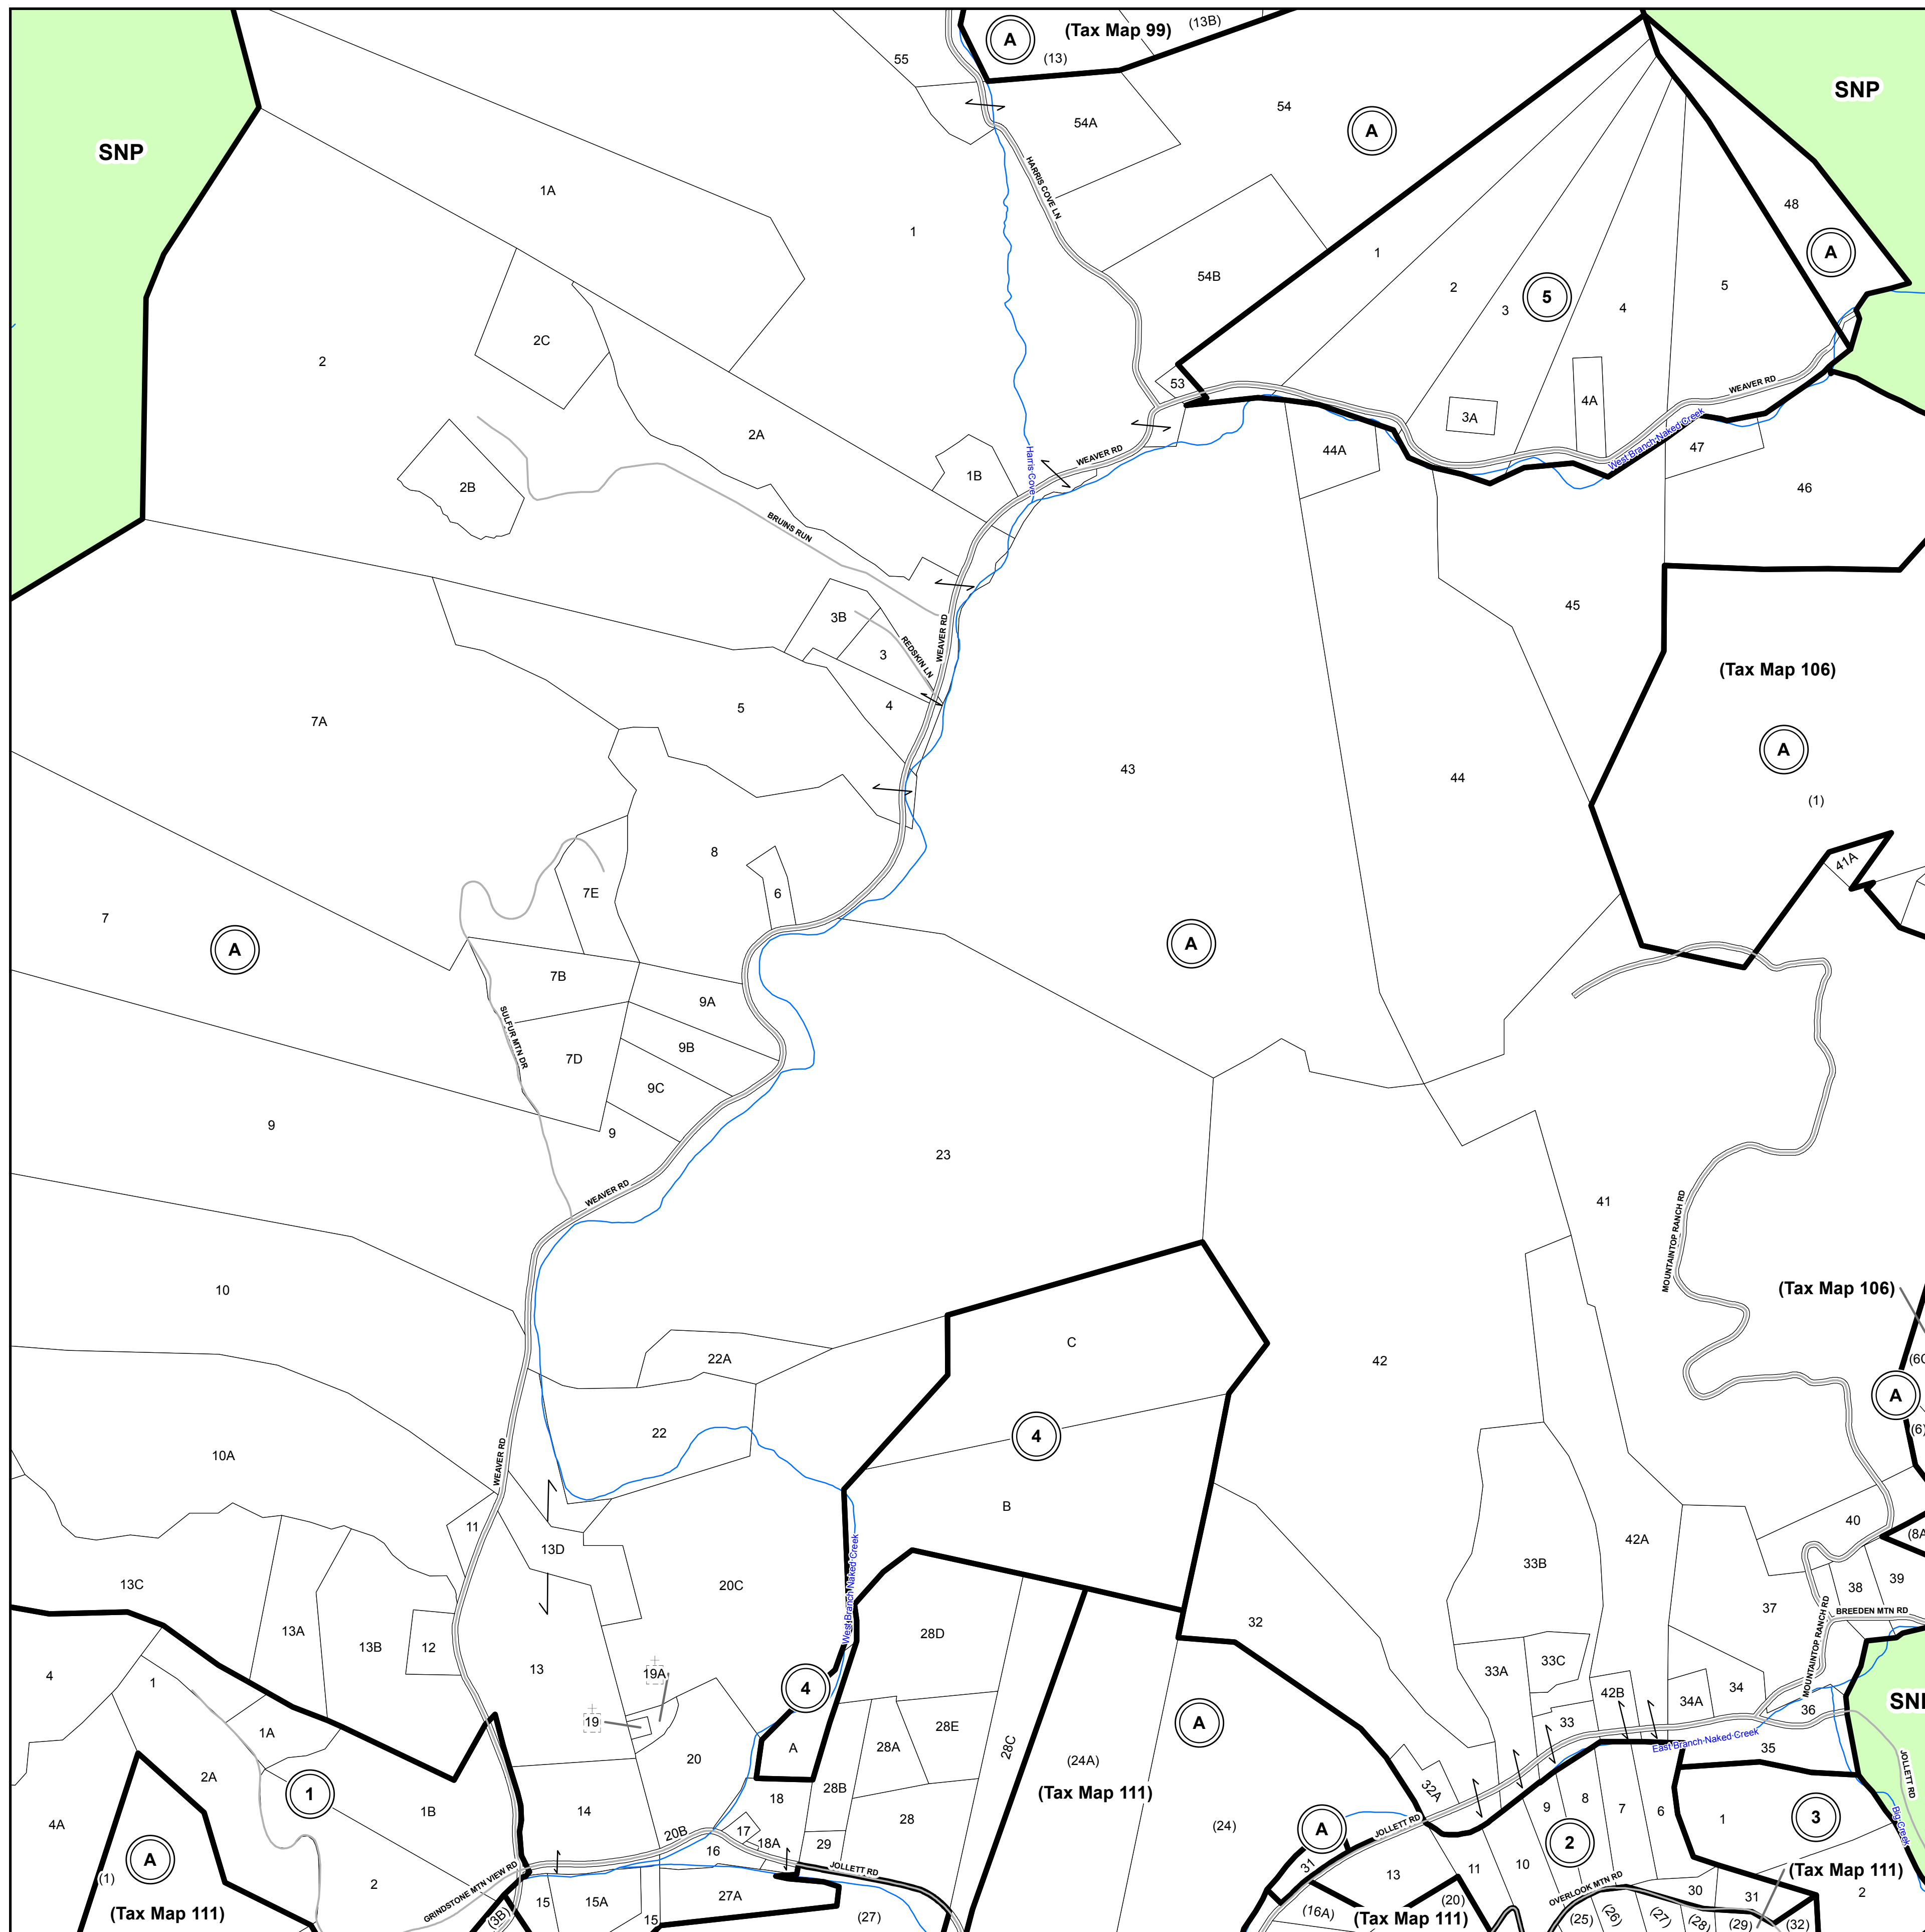 A
(Tax Map 99)
(13B)
(13)
55
54
54A
A
SNP
SNP
1A
HARRIS COVE LN
1
54B
48
A
1
2
3
5
4
5
2C
2
53
WEAVER RD
3A
4A
West Branch Naked Creek
2A
WEAVER RD
44A
47
1B
Harris Cove
46
2B
BRUINS RUN
45
3B
3
REDSKIN LN
WEAVER RD
(Tax Map 106)
5
4
7A
A
43
44
(1)
8
41A
7E
6
7
A
A
7B
9A
SULFUR MTN DR
7D
9B
9C
9
9
23
WEAVER RD
41
MOUNTAINTOP RANCH RD
10
(Tax Map 106)
C
22A
42
A
22
4
(6)
10A
WEAVER RD
B
11
13D
40
42A
33B
20C
West Branch Naked Creek
13C
38
39
37
BREEDEN MTN RD
13A
13B
12
28D
32
MOUNTAINTOP RANCH RD
4
13
19A
33C
33A
1
4
42B
34A
34
19
A
33
36
1A
28E
28C
East Branch Naked Creek
20
A
28A
35
(24A)
JOLLETT RD
2A
1
1B
28B
(Tax Map 111)
32A
14
18
9
8
7
6
1
3
4A
28
(24)
A
JOLLETT RD
Big Creek
20B
17
18A
29
2
A
16
31
10
11
JOLLETT RD
13
(Tax Map 111)
(1)
GRINDSTONE MTN VIEW RD
OVERLOOK MTN RD
2
30
31
2
15
15A
27A
(20)
(Tax Map 111)
(3B)
15
(27)
(16A)
(Tax Map 111)
(25)
(26)
(27)
(28)
(29)
(32)